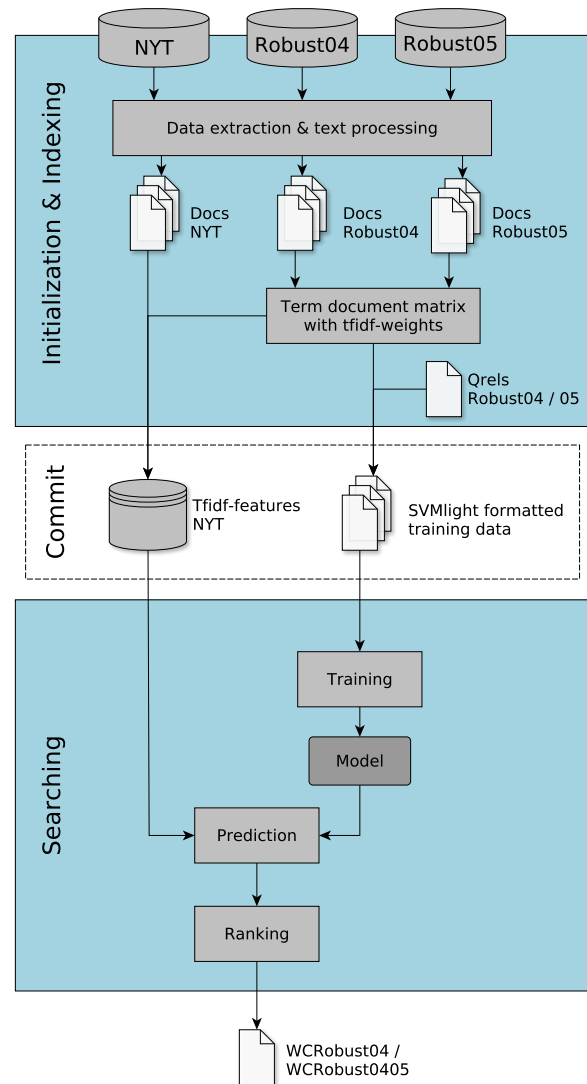 NYT
Robust04
Robust05
Initialization & Indexing
Data extraction & text processing
Docs
NYT
Docs
Robust04
Docs
Robust05
Term document matrix
with tfidf-weights
Qrels
Robust04 / 05
Commit
Tfidf-features
NYT
SVMlight formatted
training data
Searching
Training
Model
Prediction
Ranking
WCRobust04 /
WCRobust0405